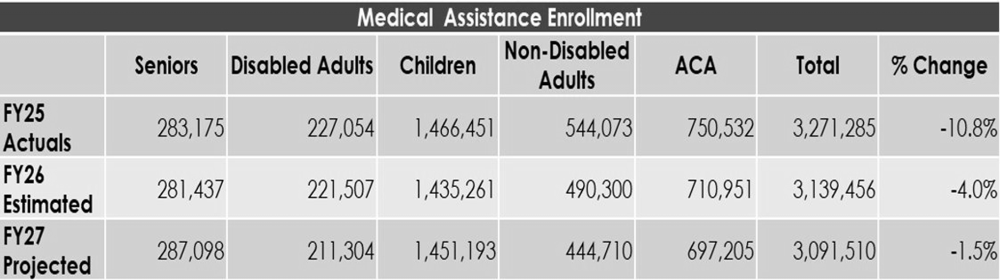 Medical Assistance Enrollment
Seniors Disabled Adults Children Non-Disabled Adults ACA Total % Change
FY25 Actuals 283,175 227,054 1,466,451 544,073 750,532 3,271,285 -10.8%
FY26 Estimated 281,437 221,507 1,435,261 490,300 710,951 3,139,456 -4.0%
FY27 Projected 287,098 211,304 1,451,193 444,710 697,205 3,091,510 -1.5%